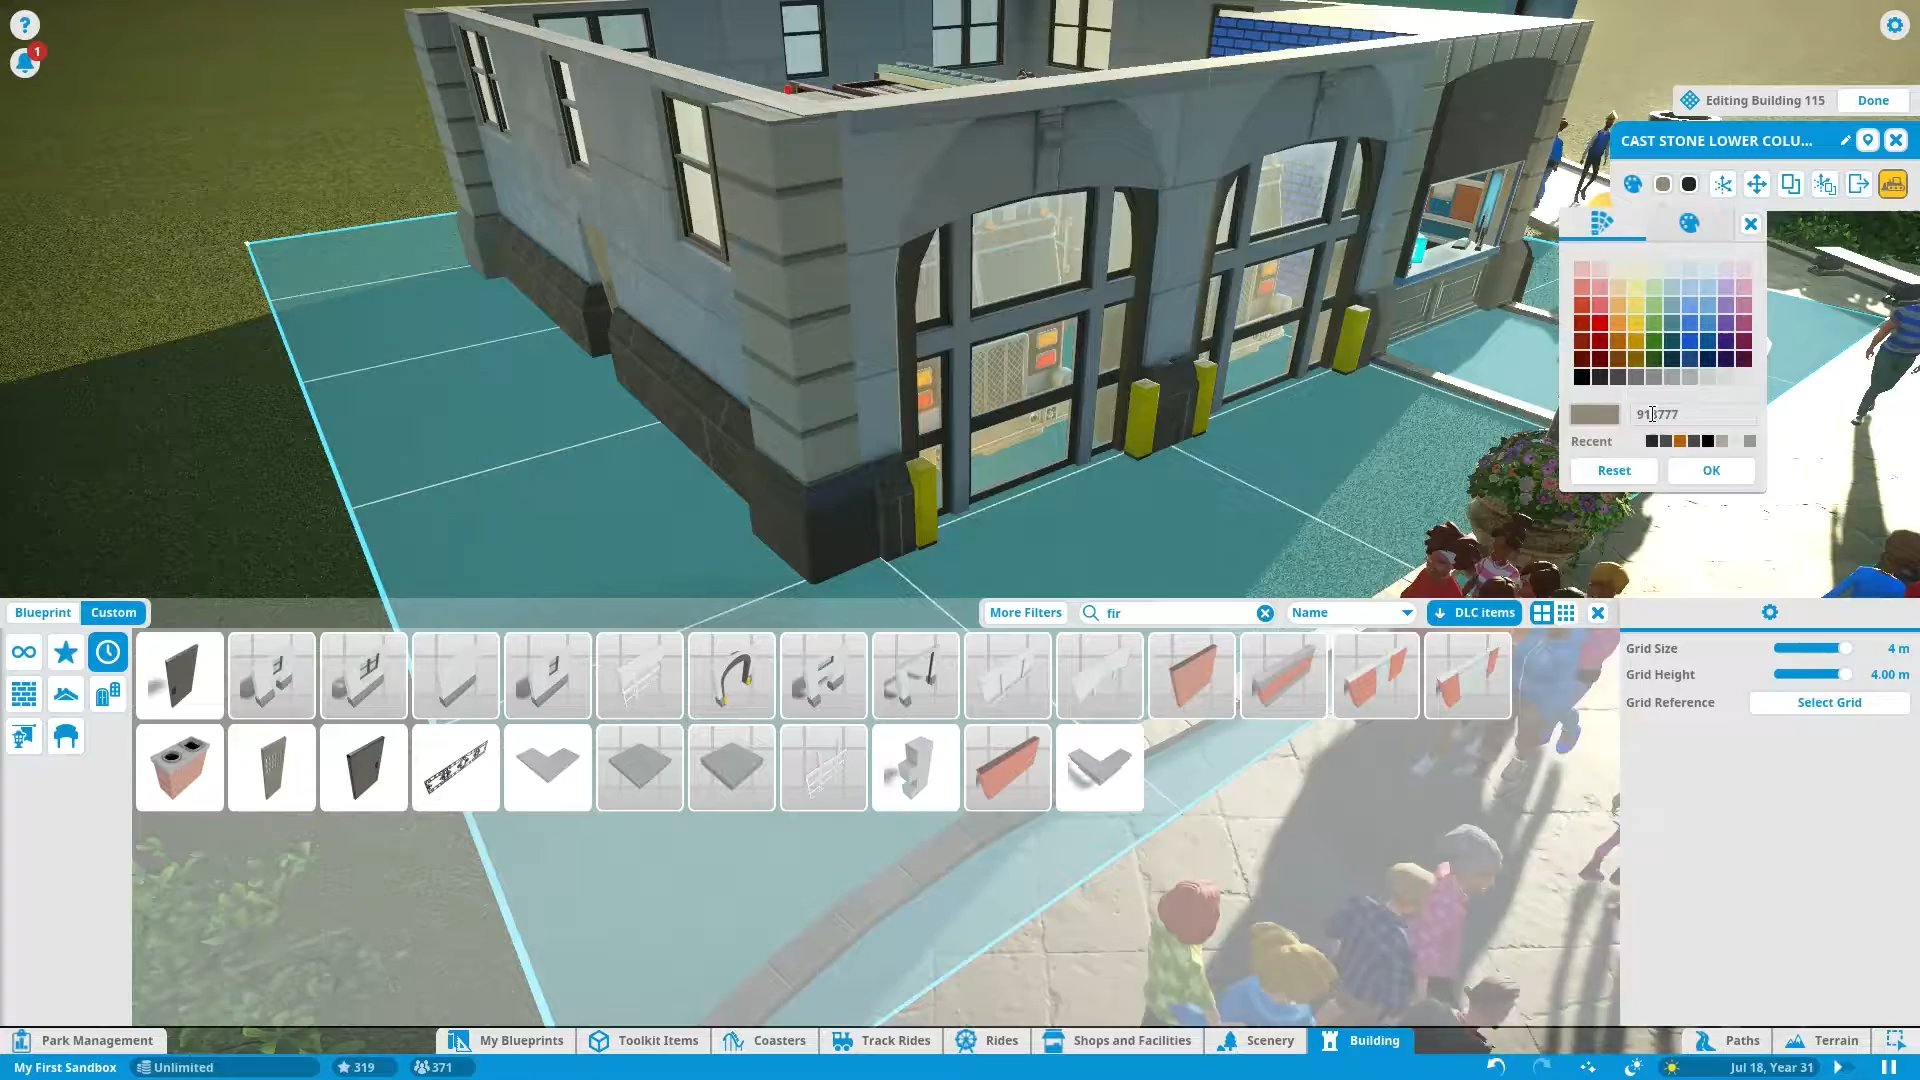 ?
1
Editing Building 115
Done
CAST STONE LOWER COLU...
Recent
Reset
OK
Blueprint
Custom
More Filters
fir
Name
DLC items
Grid Size
4 m
Grid Height
4.00 m
Grid Reference
Select Grid
Park Management
My Blueprints
Toolkit Items
Coasters
Track Rides
Rides
Shops and Facilities
Scenery
Building
Paths
Terrain
My First Sandbox
Unlimited
319
371
Jul 18, Year 31